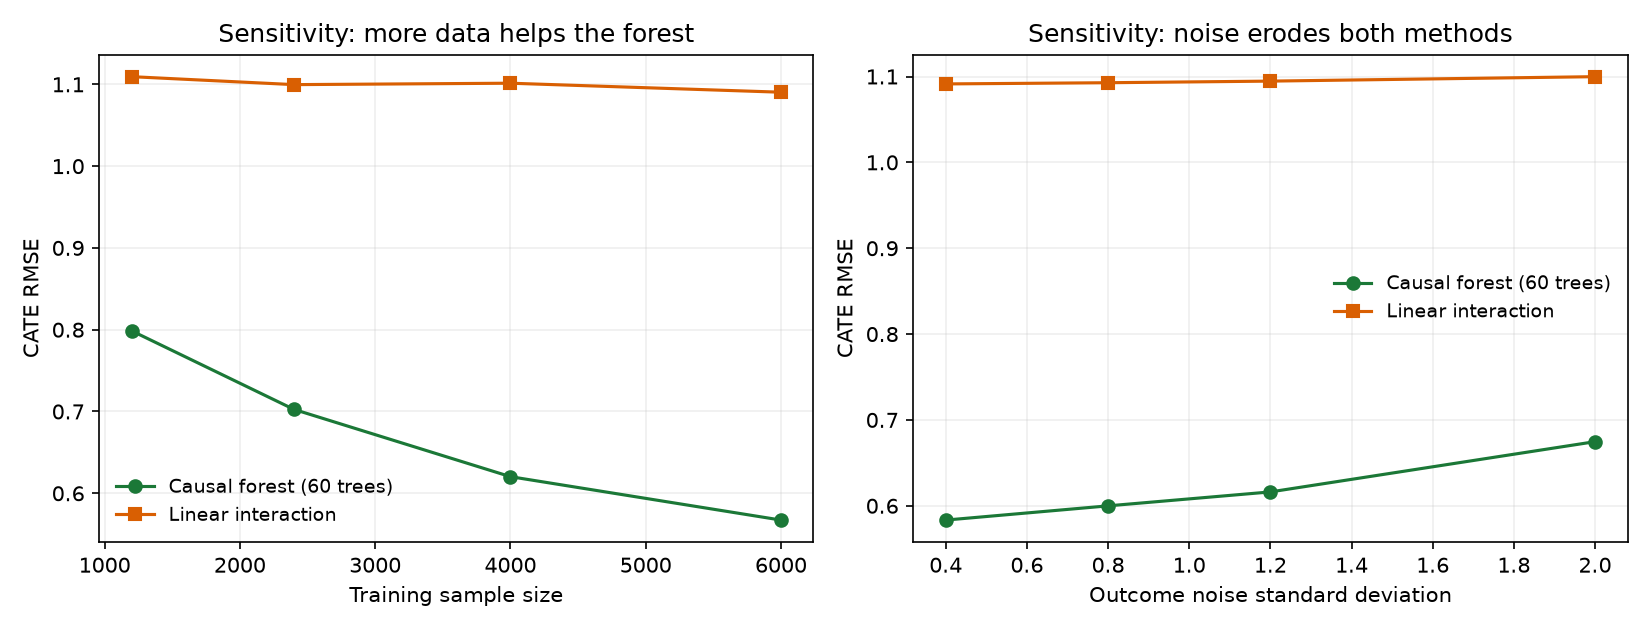 Sensitivity: more data helps the forest
CATE RMSE
1.1
1.0
0.9
0.8
0.7
0.6
Causal forest (60 trees)
Linear interaction
1000 2000 3000 4000 5000 6000
Training sample size
Sensitivity: noise erodes both methods
CATE RMSE
1.1
1.0
0.9
0.8
0.7
0.6
Causal forest (60 trees)
Linear interaction
0.4 0.6 0.8 1.0 1.2 1.4 1.6 1.8 2.0
Outcome noise standard deviation